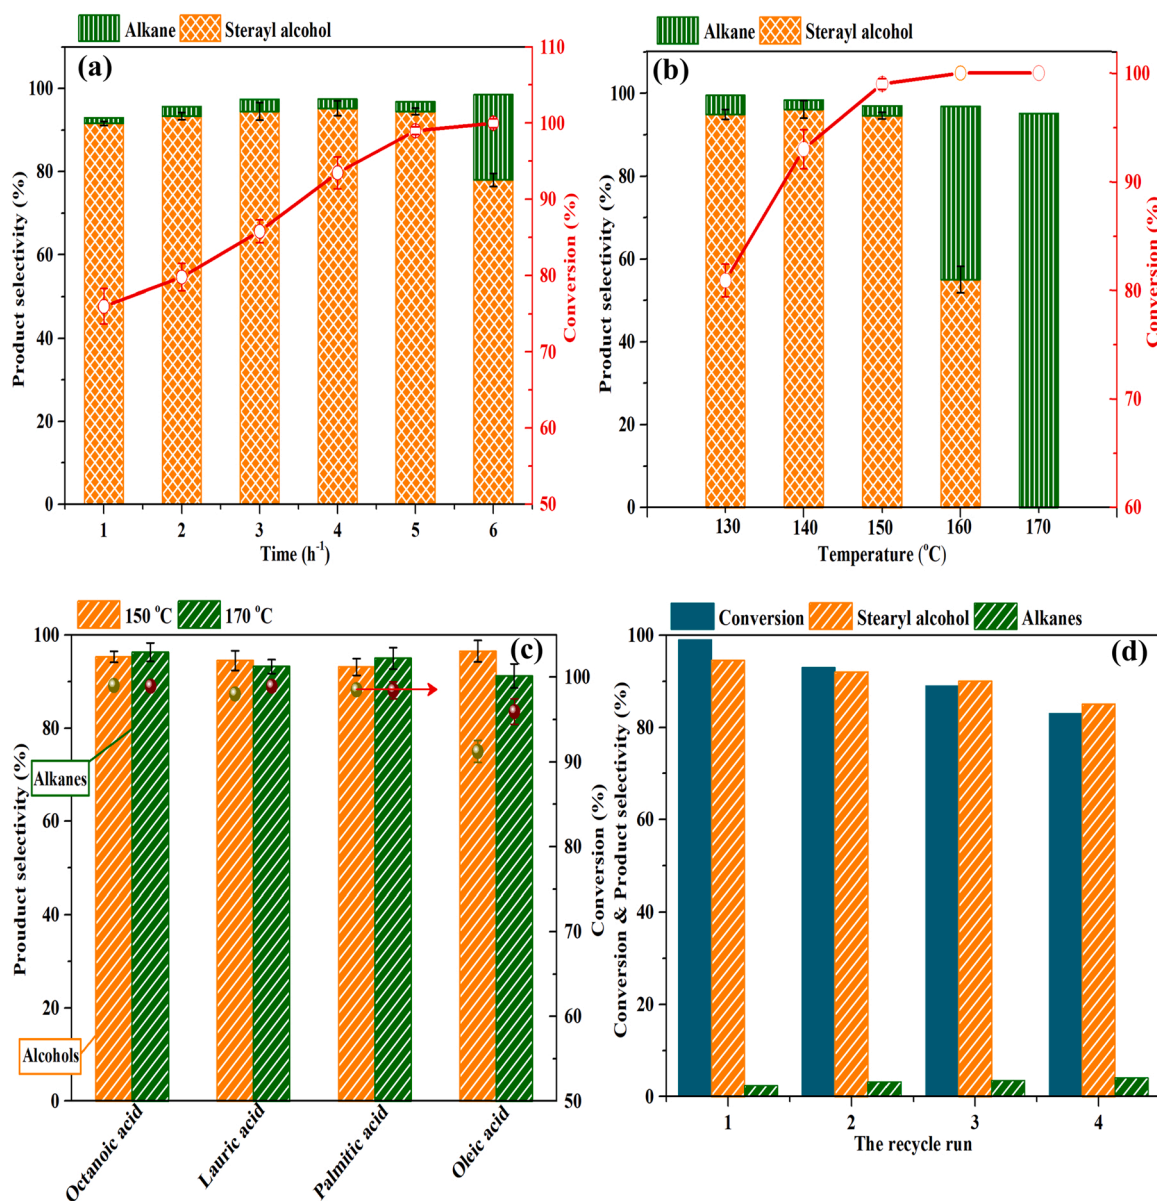 Alkane Sterayl alcohol
(a)
Product selectivity (%)
0
20
40
60
80
100
1 2 3 4 5 6
Time (h⁻¹)
50
60
70
80
90
100
110
Conversion (%)
Alkane Sterayl alcohol
(b)
Product selectivity (%)
0
20
40
60
80
100
130 140 150 160 170
Temperature (°C)
60
70
80
90
100
Conversion (%)
150 °C 170 °C
(c)
Prouduct selectivity (%)
0
20
40
60
80
100
Alkanes
Alcohols
Octanoic acid
Lauric acid
Palmitic acid
Oleic acid
50
60
70
80
90
100
Conversion (%)
Conversion Stearyl alcohol Alkanes
(d)
Conversion & Product selectivity (%)
0
20
40
60
80
100
1 2 3 4
The recycle run